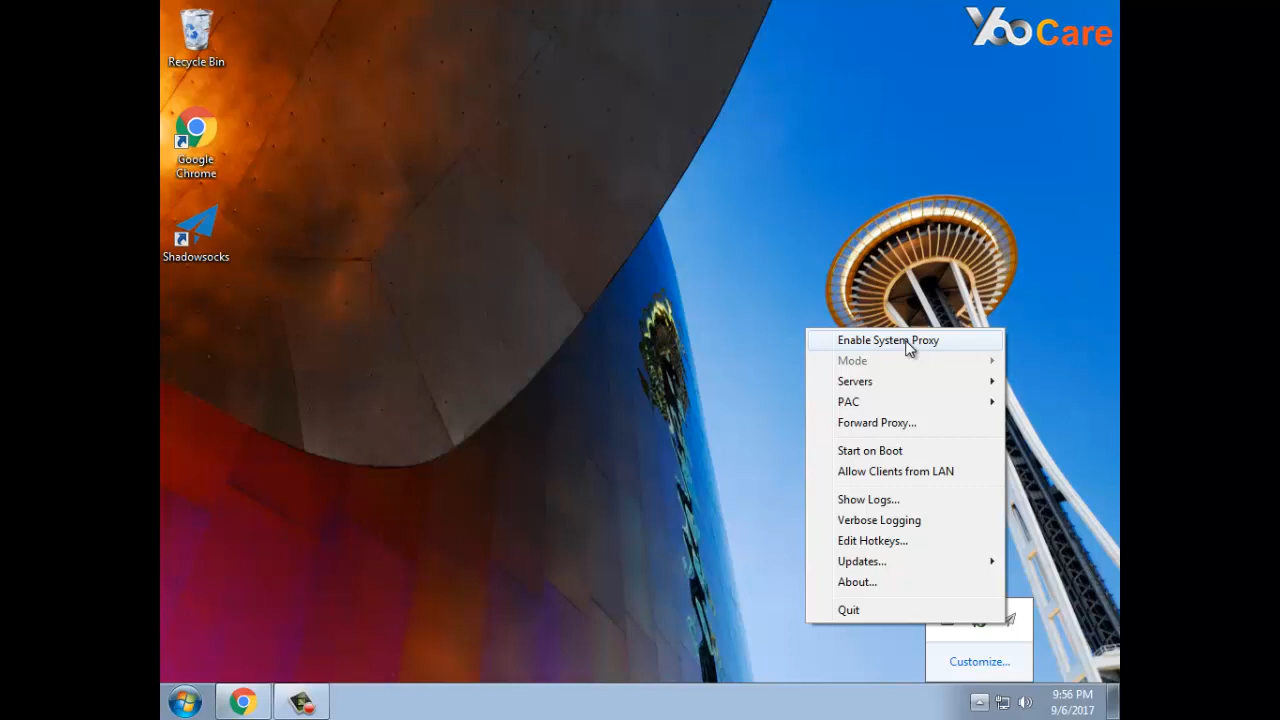 YooCare
Recycle Bin
Google
Chrome
Shadowsocks
Enable System Proxy
Mode
Servers
PAC
Forward Proxy...
Start on Boot
Allow Clients from LAN
Show Logs...
Verbose Logging
Edit Hotkeys...
Updates...
About...
Quit
Customize...
9:56 PM
9/6/2017